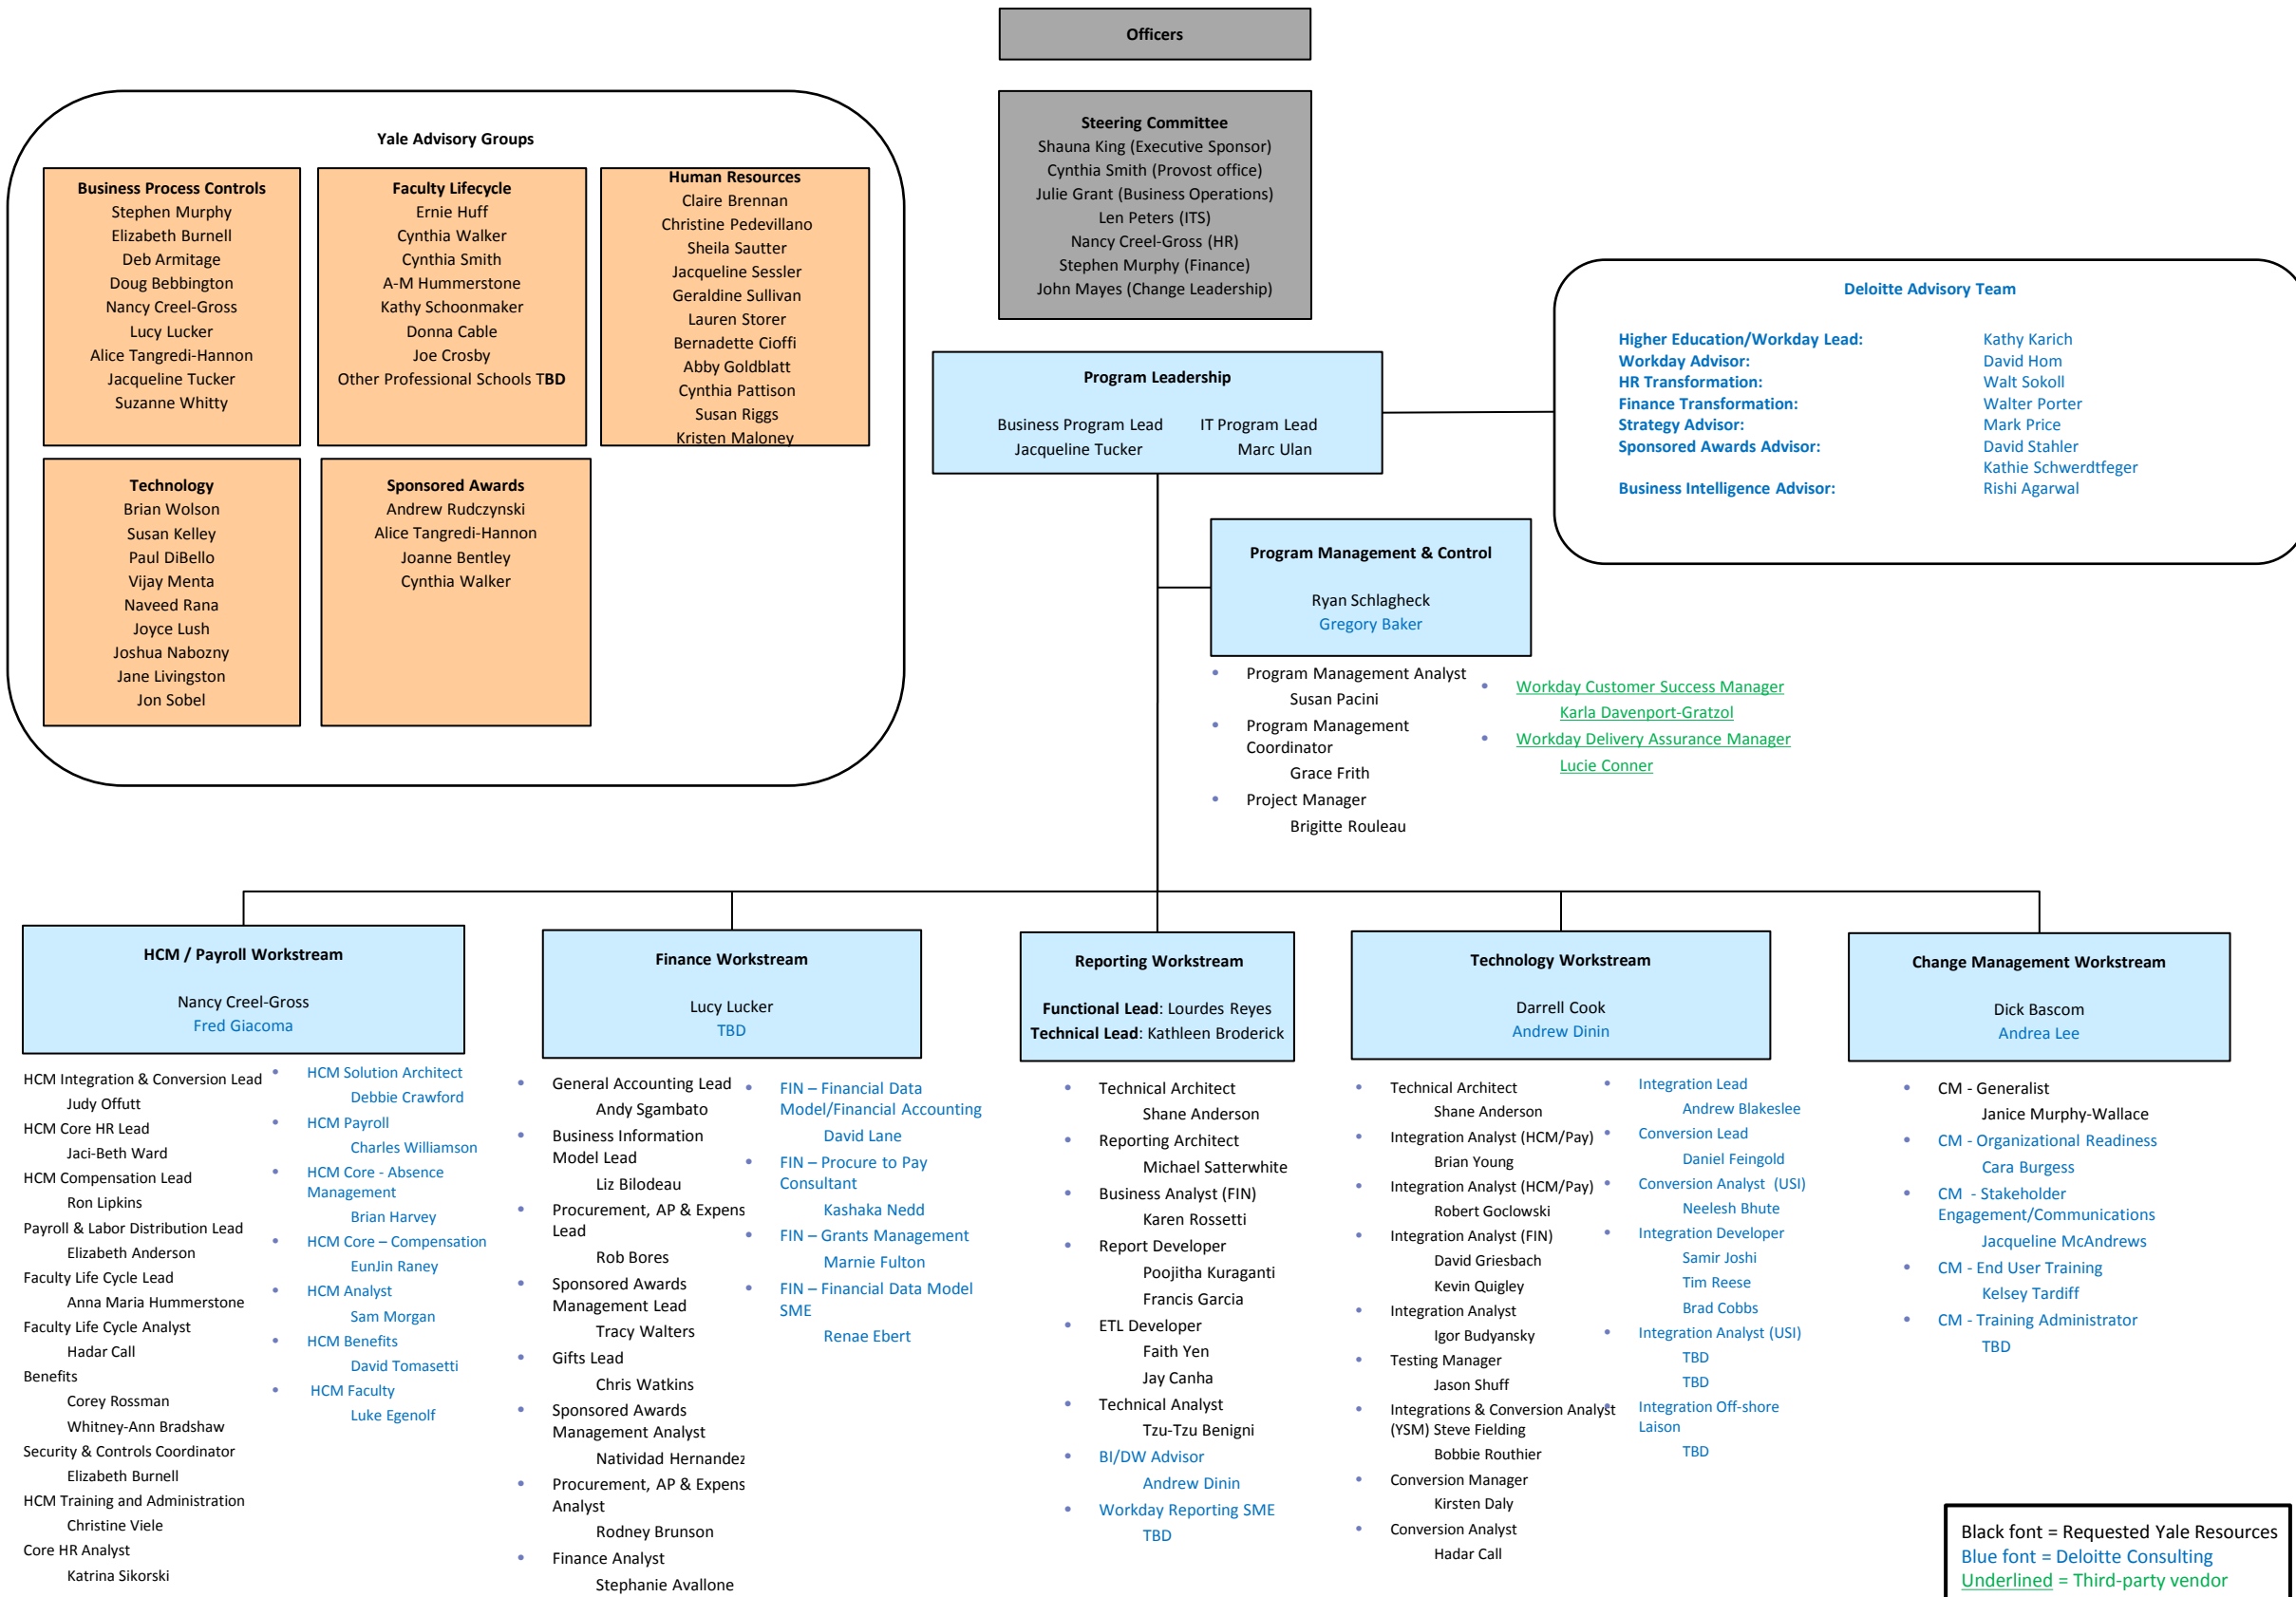 Officers
Steering Committee
Shauna King (Executive Sponsor)
Cynthia Smith (Provost office)
Julie Grant (Business Operations)
Len Peters (ITS)
Nancy Creel-Gross (HR)
Stephen Murphy (Finance)
John Mayes (Change Leadership)
Yale Advisory Groups
Business Process Controls
Stephen Murphy
Elizabeth Burnell
Deb Armitage
Doug Bebbington
Nancy Creel-Gross
Lucy Lucker
Alice Tangredi-Hannon
Jacqueline Tucker
Suzanne Whitty
Faculty Lifecycle
Ernie Huff
Cynthia Walker
Cynthia Smith
A-M Hummerstone
Kathy Schoonmaker
Donna Cable
Joe Crosby
Other Professional Schools TBD
Human Resources
Claire Brennan
Christine Pedevillano
Sheila Sautter
Jacqueline Sessler
Geraldine Sullivan
Lauren Storer
Bernadette Cioffi
Abby Goldblatt
Cynthia Pattison
Susan Riggs
Kristen Maloney
Technology
Brian Wolson
Susan Kelley
Paul DiBello
Vijay Menta
Naveed Rana
Joyce Lush
Joshua Nabozny
Jane Livingston
Jon Sobel
Sponsored Awards
Andrew Rudczynski
Alice Tangredi-Hannon
Joanne Bentley
Cynthia Walker
Program Leadership
Business Program Lead IT Program Lead
Jacqueline Tucker Marc Ulan
Deloitte Advisory Team
Higher Education/Workday Lead: Kathy Karich
Workday Advisor: David Hom
HR Transformation: Walt Sokoll
Finance Transformation: Walter Porter
Strategy Advisor: Mark Price
Sponsored Awards Advisor: David Stahler
Kathie Schwerdtfeger
Business Intelligence Advisor: Rishi Agarwal
Program Management & Control
Ryan Schlagheck
Gregory Baker
• Program Management Analyst
Susan Pacini
• Program Management
Coordinator
Grace Frith
• Project Manager
Brigitte Rouleau
• Workday Customer Success Manager
Karla Davenport-Gratzol
• Workday Delivery Assurance Manager
Lucie Conner
HCM / Payroll Workstream
Nancy Creel-Gross
Fred Giacoma
HCM Integration & Conversion Lead
Judy Offutt
HCM Core HR Lead
Jaci-Beth Ward
HCM Compensation Lead
Ron Lipkins
Payroll & Labor Distribution Lead
Elizabeth Anderson
Faculty Life Cycle Lead
Anna Maria Hummerstone
Faculty Life Cycle Analyst
Hadar Call
Benefits
Corey Rossman
Whitney-Ann Bradshaw
Security & Controls Coordinator
Elizabeth Burnell
HCM Training and Administration
Christine Viele
Core HR Analyst
Katrina Sikorski
• HCM Solution Architect
Debbie Crawford
• HCM Payroll
Charles Williamson
• HCM Core - Absence
Management
Brian Harvey
• HCM Core – Compensation
EunJin Raney
• HCM Analyst
Sam Morgan
• HCM Benefits
David Tomasetti
• HCM Faculty
Luke Egenolf
Finance Workstream
Lucy Lucker
TBD
• General Accounting Lead
Andy Sgambato
• Business Information
Model Lead
Liz Bilodeau
• Procurement, AP & Expens
Lead
Rob Bores
• Sponsored Awards
Management Lead
Tracy Walters
• Gifts Lead
Chris Watkins
• Sponsored Awards
Management Analyst
Natividad Hernandez
• Procurement, AP & Expens
Analyst
Rodney Brunson
• Finance Analyst
Stephanie Avallone
• FIN – Financial Data
Model/Financial Accounting
David Lane
• FIN – Procure to Pay
Consultant
Kashaka Nedd
• FIN – Grants Management
Marnie Fulton
• FIN – Financial Data Model
SME
Renae Ebert
Reporting Workstream
Functional Lead: Lourdes Reyes
Technical Lead: Kathleen Broderick
• Technical Architect
Shane Anderson
• Reporting Architect
Michael Satterwhite
• Business Analyst (FIN)
Karen Rossetti
• Report Developer
Poojitha Kuraganti
Francis Garcia
• ETL Developer
Faith Yen
Jay Canha
• Technical Analyst
Tzu-Tzu Benigni
• BI/DW Advisor
Andrew Dinin
• Workday Reporting SME
TBD
Technology Workstream
Darrell Cook
Andrew Dinin
• Technical Architect
Shane Anderson
• Integration Analyst (HCM/Pay)
Brian Young
• Integration Analyst (HCM/Pay)
Robert Goclowski
• Integration Analyst (FIN)
David Griesbach
Kevin Quigley
• Integration Analyst
Igor Budyansky
• Testing Manager
Jason Shuff
• Integrations & Conversion Analyst
(YSM) Steve Fielding
Bobbie Routhier
• Conversion Manager
Kirsten Daly
• Conversion Analyst
Hadar Call
• Integration Lead
Andrew Blakeslee
• Conversion Lead
Daniel Feingold
• Conversion Analyst (USI)
Neelesh Bhute
• Integration Developer
Samir Joshi
Tim Reese
Brad Cobbs
• Integration Analyst (USI)
TBD
TBD
• Integration Off-shore
Laison
TBD
Change Management Workstream
Dick Bascom
Andrea Lee
• CM - Generalist
Janice Murphy-Wallace
• CM - Organizational Readiness
Cara Burgess
• CM - Stakeholder
Engagement/Communications
Jacqueline McAndrews
• CM - End User Training
Kelsey Tardiff
• CM - Training Administrator
TBD
Black font = Requested Yale Resources
Blue font = Deloitte Consulting
Underlined = Third-party vendor